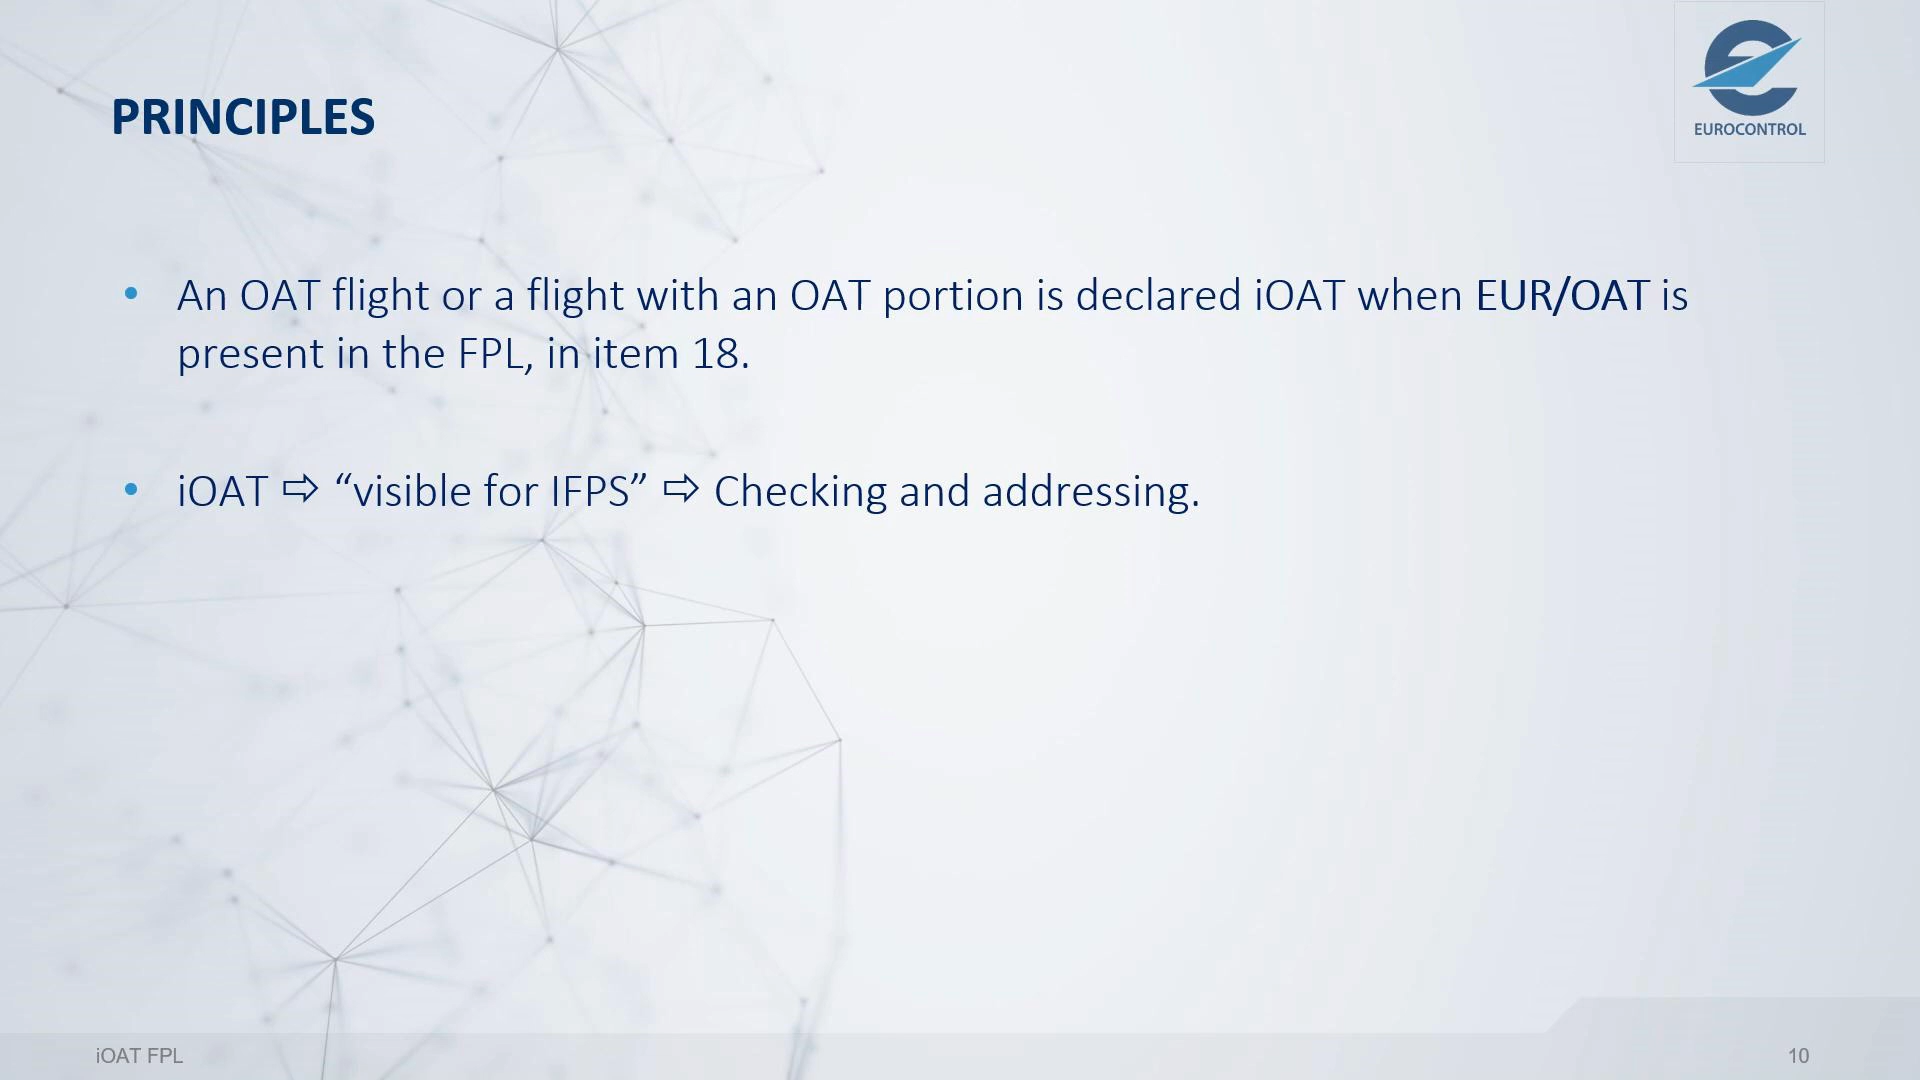 PRINCIPLES
EUROCONTROL
• An OAT flight or a flight with an OAT portion is declared iOAT when EUR/OAT is
present in the FPL, in item 18.
• iOAT ⇨ “visible for IFPS” ⇨ Checking and addressing.
iOAT FPL
10